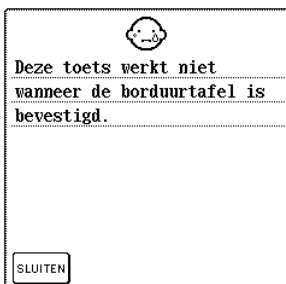 Deze toets werkt niet
wanneer de borduurtafel is
bevestigd.
SLUITEN